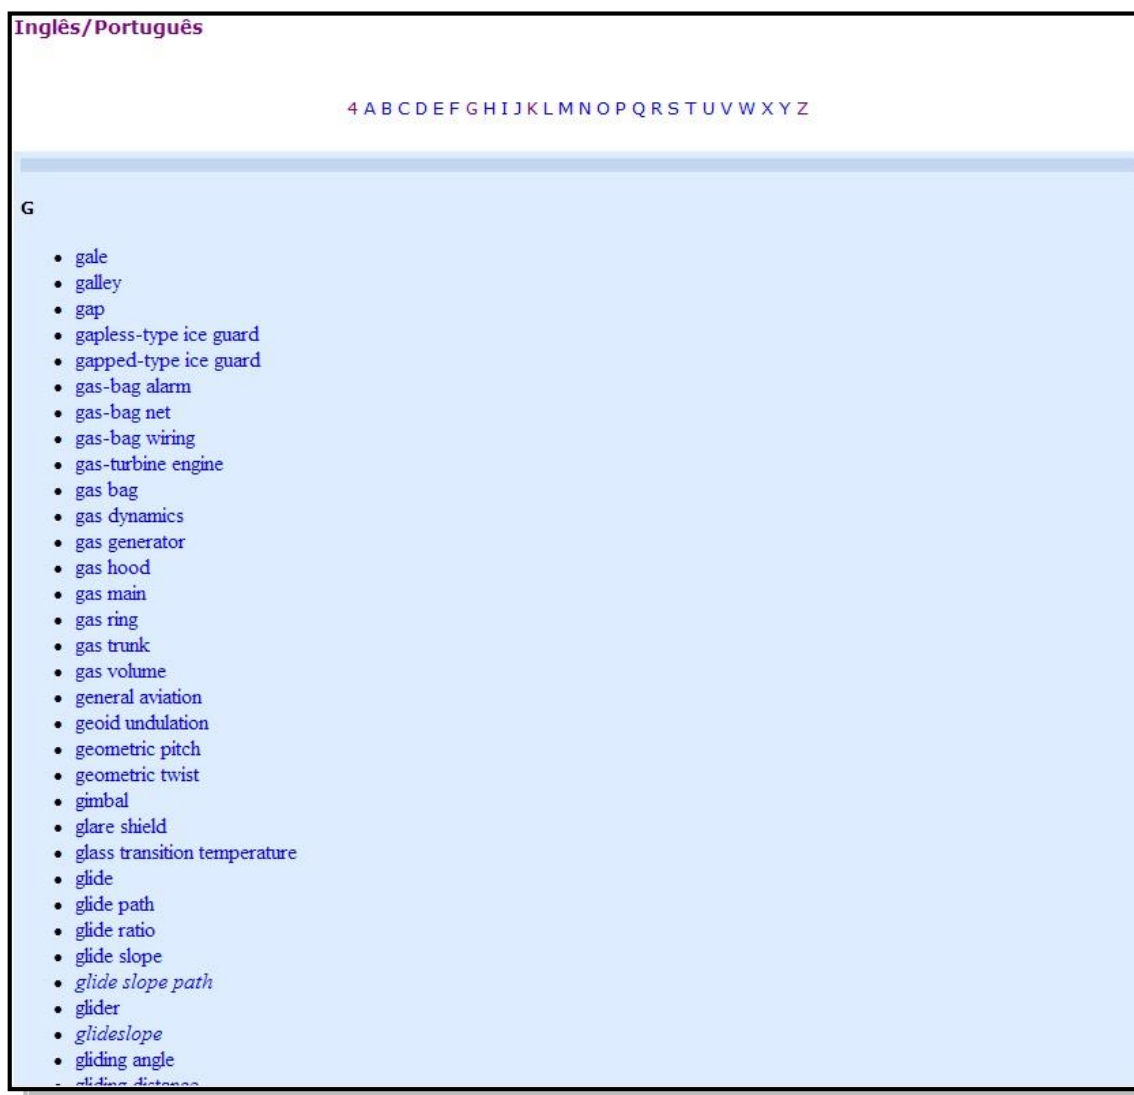 Inglês/Português
4 A B C D E F G H I J K L M N O P Q R S T U V W X Y Z
G
gale
galley
gap
gapless-type ice guard
gapped-type ice guard
gas-bag alarm
gas-bag net
gas-bag wiring
gas-turbine engine
gas bag
gas dynamics
gas generator
gas hood
gas main
gas ring
gas trunk
gas volume
general aviation
geoid undulation
geometric pitch
geometric twist
gimbal
glare shield
glass transition temperature
glide
glide path
glide ratio
glide slope
glide slope path
glider
glideslope
gliding angle
gliding distance